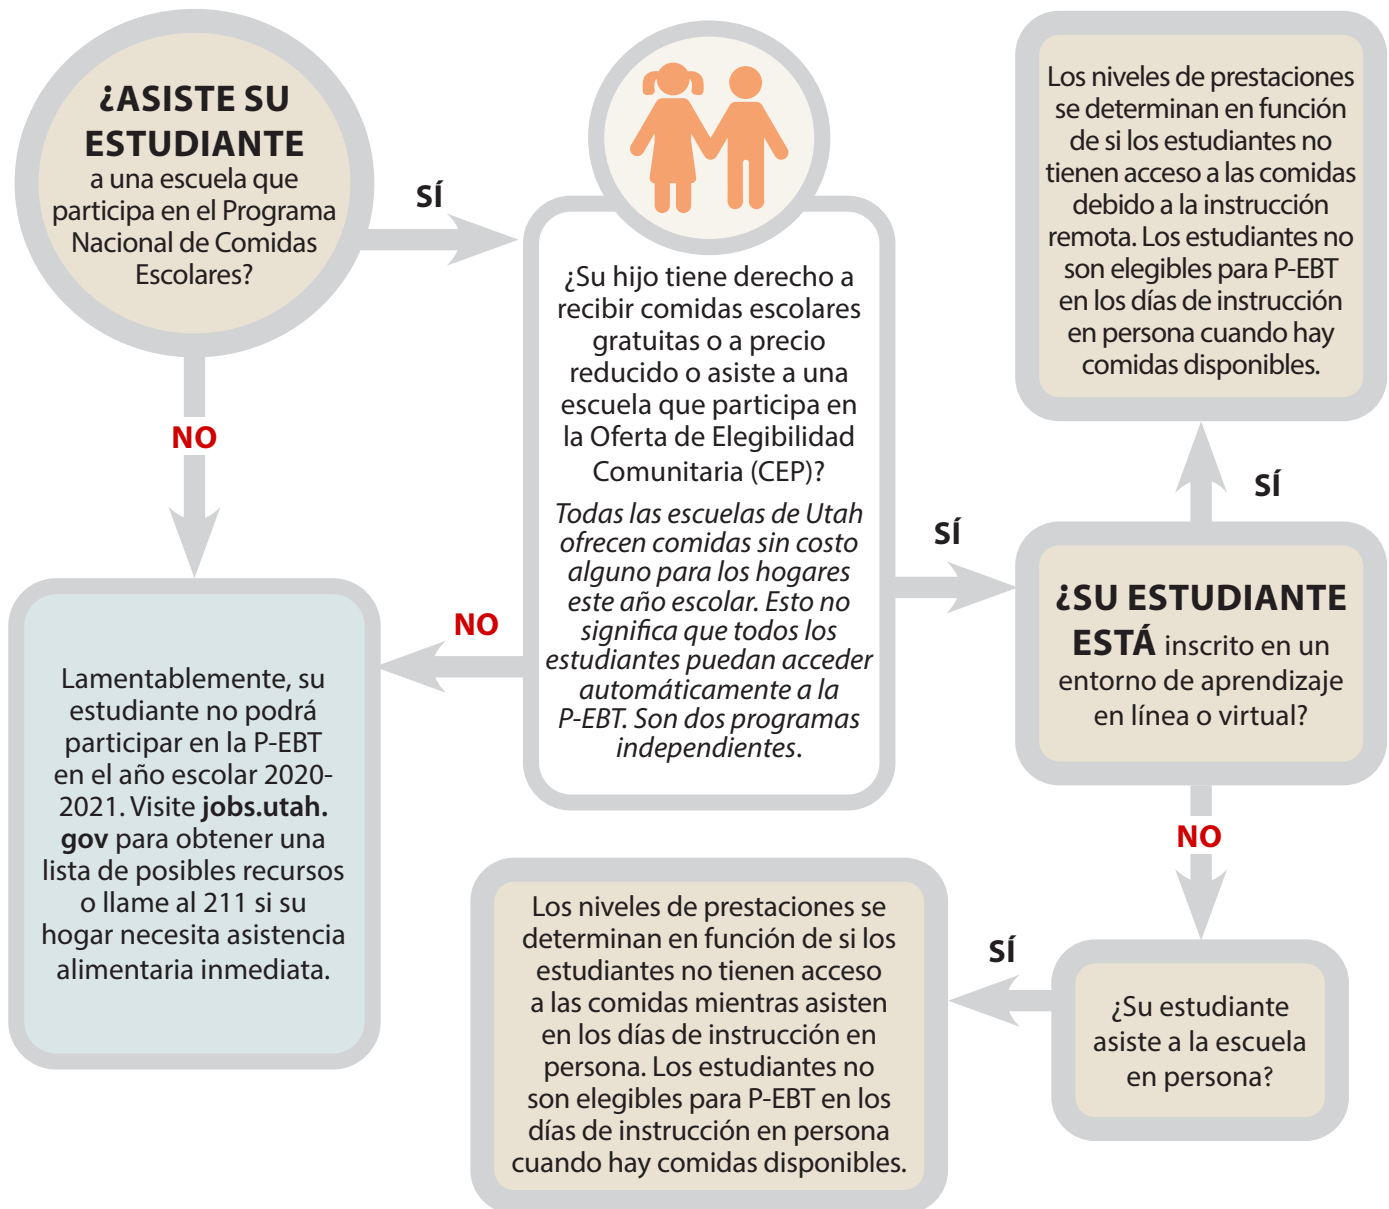 ¿ASISTE SU
ESTUDIANTE
a una escuela que
participa en el Programa
Nacional de Comidas
Escolares?
SÍ
NO
¿Su hijo tiene derecho a
recibir comidas escolares
gratuitas o a precio
reducido o asiste a una
escuela que participa en
la Oferta de Elegibilidad
Comunitaria (CEP)?
Todas las escuelas de Utah
ofrecen comidas sin costo
alguno para los hogares
este año escolar. Esto no
significa que todos los
estudiantes puedan acceder
automáticamente a la
P-EBT. Son dos programas
independientes.
NO
SÍ
Lamentablemente, su
estudiante no podrá
participar en la P-EBT
en el año escolar 2020-
2021. Visite jobs.utah.
gov para obtener una
lista de posibles recursos
o llame al 211 si su
hogar necesita asistencia
alimentaria inmediata.
¿SU ESTUDIANTE
ESTÁ inscrito en un
entorno de aprendizaje
en línea o virtual?
SÍ
Los niveles de prestaciones
se determinan en función
de si los estudiantes no
tienen acceso a las comidas
debido a la instrucción
remota. Los estudiantes no
son elegibles para P-EBT
en los días de instrucción
en persona cuando hay
comidas disponibles.
NO
¿Su estudiante
asiste a la escuela
en persona?
SÍ
Los niveles de prestaciones se
determinan en función de si los
estudiantes no tienen acceso
a las comidas mientras asisten
en los días de instrucción en
persona. Los estudiantes no
son elegibles para P-EBT en los
días de instrucción en persona
cuando hay comidas disponibles.